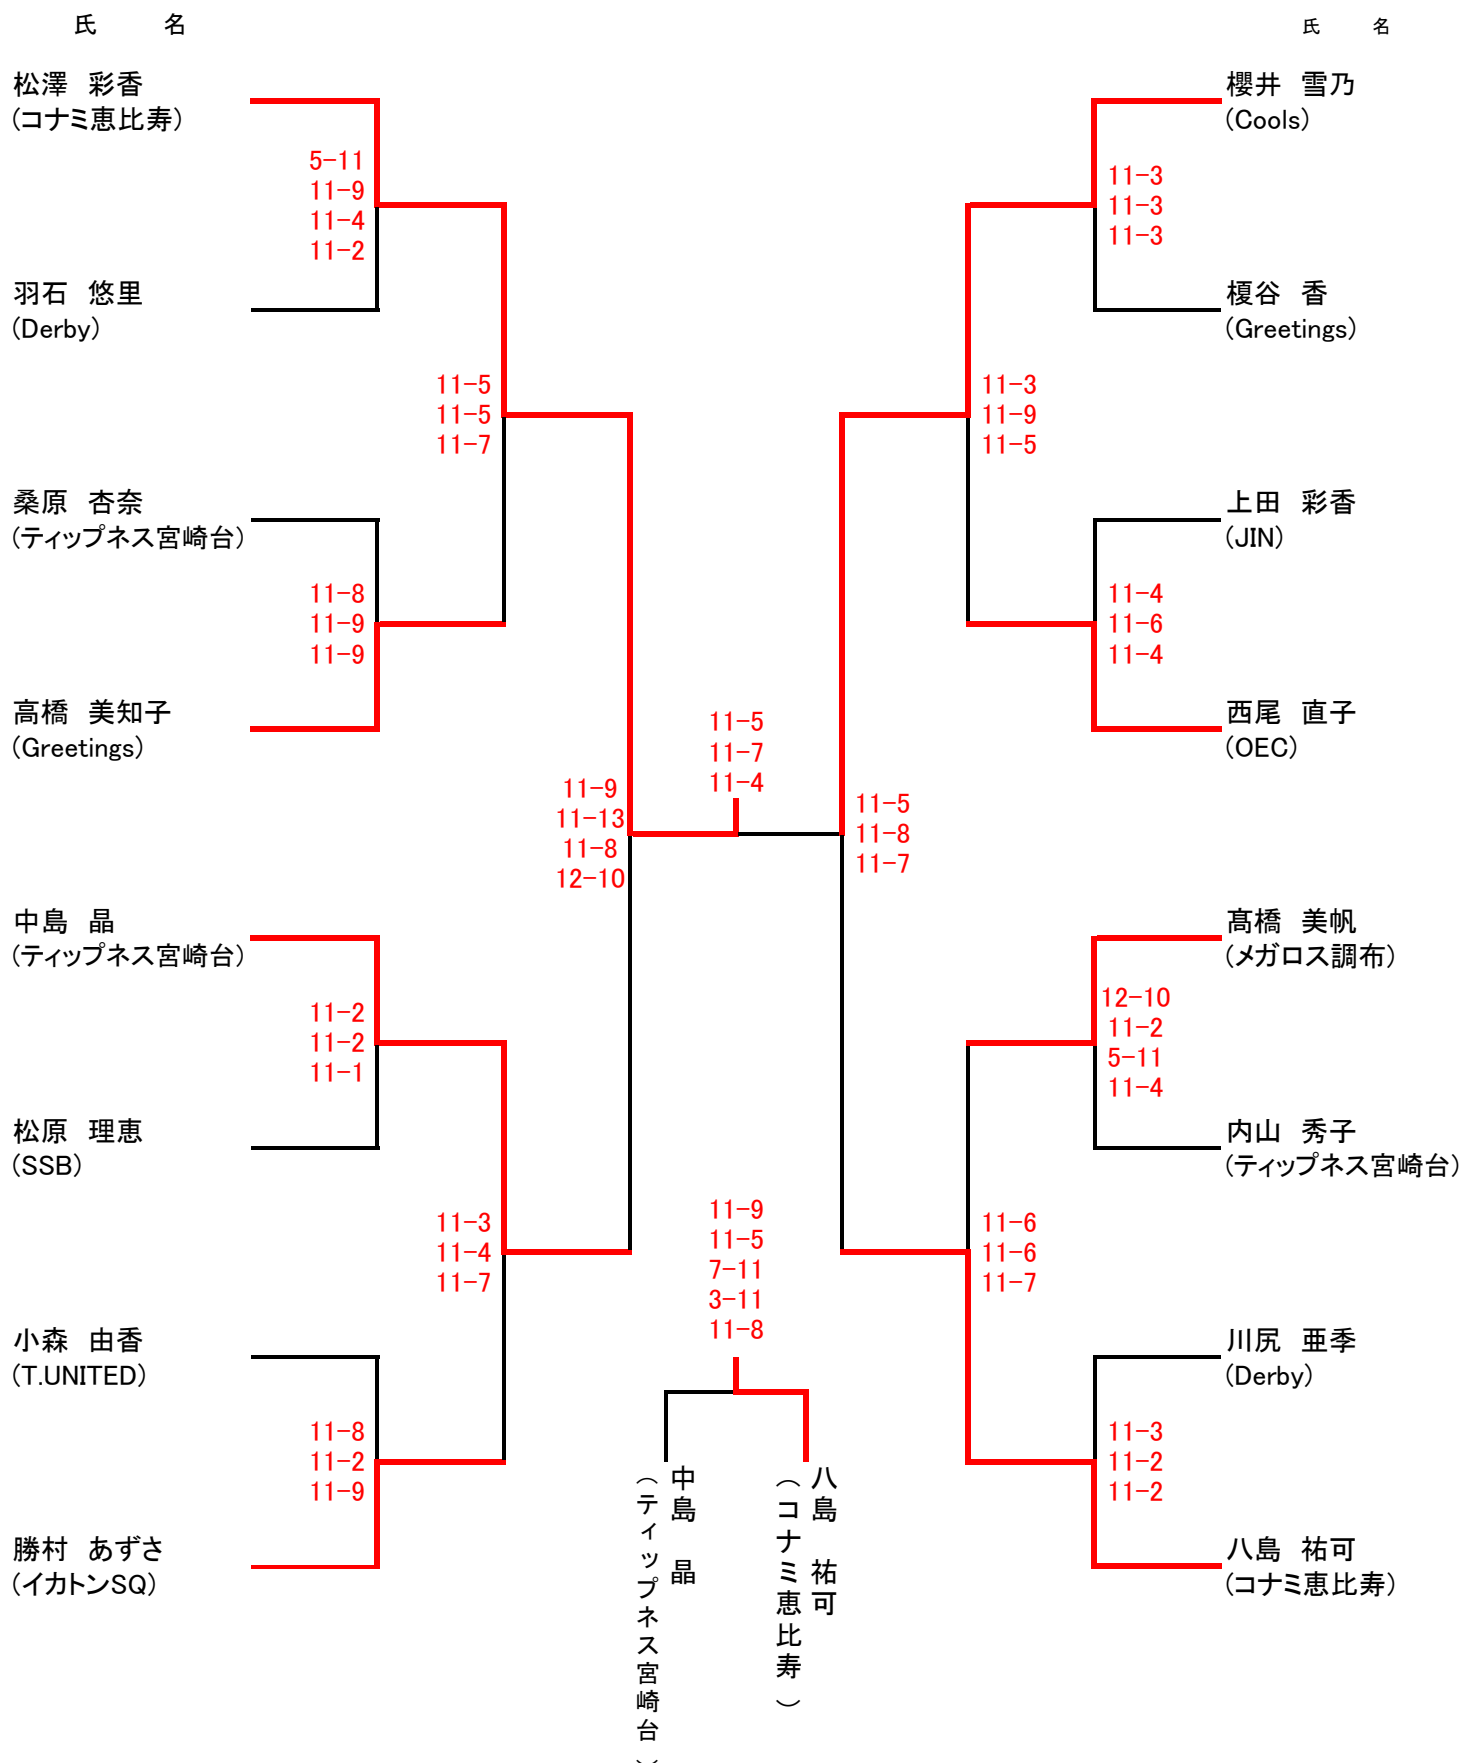 氏　名
松澤　彩香
(コナミ恵比寿)
5-11
11-9
11-4
11-2
羽石　悠里
(Derby)
11-5
11-5
11-7
桑原　杏奈
(ティップネス宮崎台)
11-8
11-9
11-9
高橋　美知子
(Greetings)
11-9
11-13
11-8
12-10
中島　晶
(ティップネス宮崎台)
11-2
11-2
11-1
松原　理恵
(SSB)
11-3
11-4
11-7
小森　由香
(T.UNITED)
11-8
11-2
11-9
勝村　あずさ
(イカトンSQ)
11-5
11-7
11-4
11-9
11-5
7-11
3-11
11-8
中島　晶
(ティップネス宮崎台)
八島　祐可
(コナミ恵比寿)
氏　名
櫻井　雪乃
(Cools)
11-3
11-3
11-3
榎谷　香
(Greetings)
11-3
11-9
11-5
上田　彩香
(JIN)
11-4
11-6
11-4
西尾　直子
(OEC)
11-5
11-8
11-7
髙橋　美帆
(メガロス調布)
12-10
11-2
5-11
11-4
内山　秀子
(ティップネス宮崎台)
11-6
11-6
11-7
川尻　亜季
(Derby)
11-3
11-2
11-2
八島　祐可
(コナミ恵比寿)